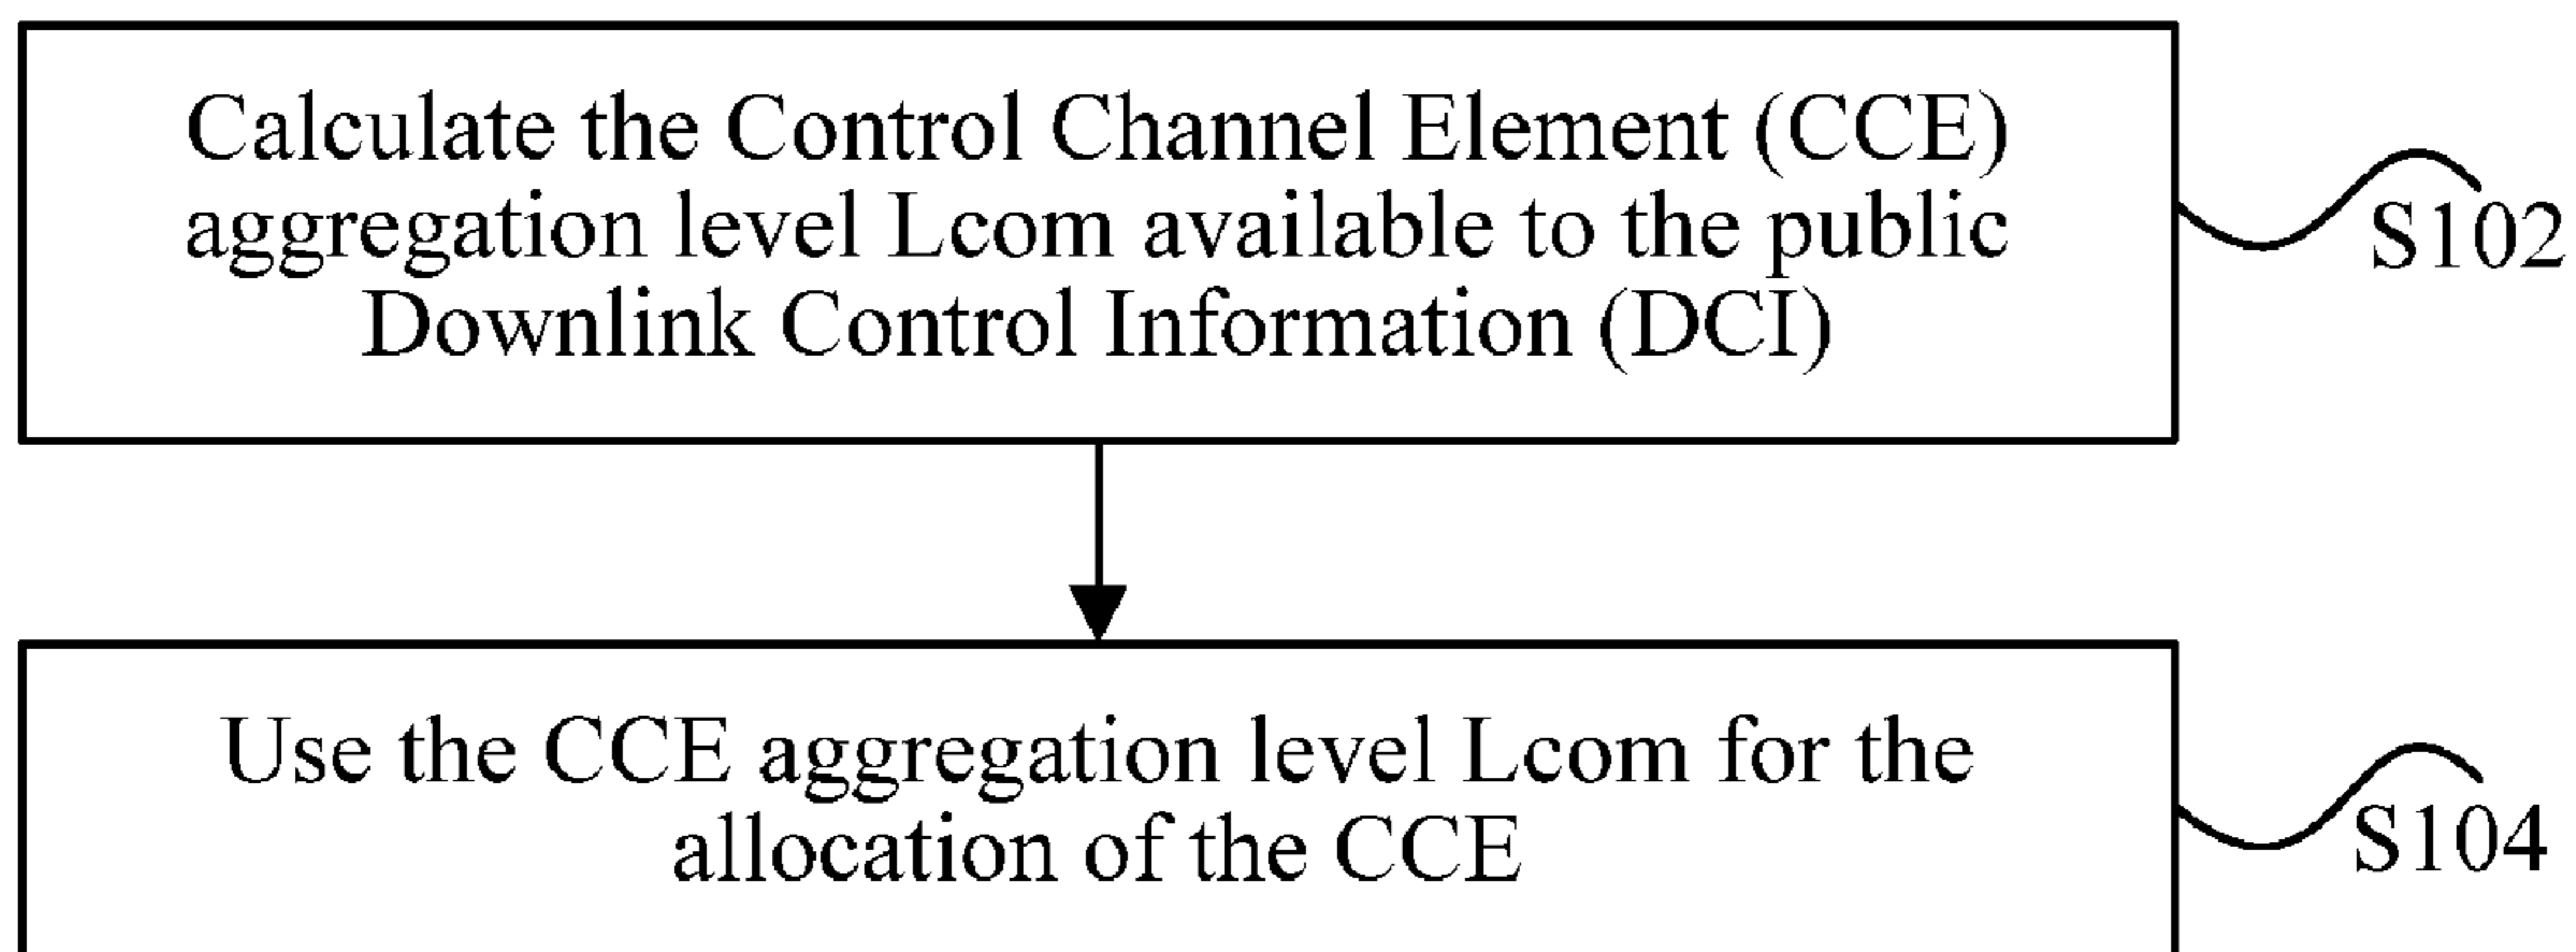 Calculate the Control Channel Element (CCE)
aggregation level Lcom available to the public
Downlink Control Information (DCI)
S102
Use the CCE aggregation level Lcom for the
allocation of the CCE
S104